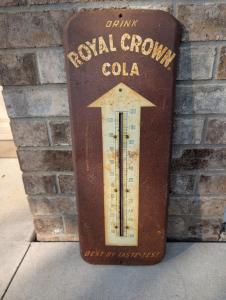 DRINK
ROYAL CROWN
COLA
BEST BY TASTE-TEST